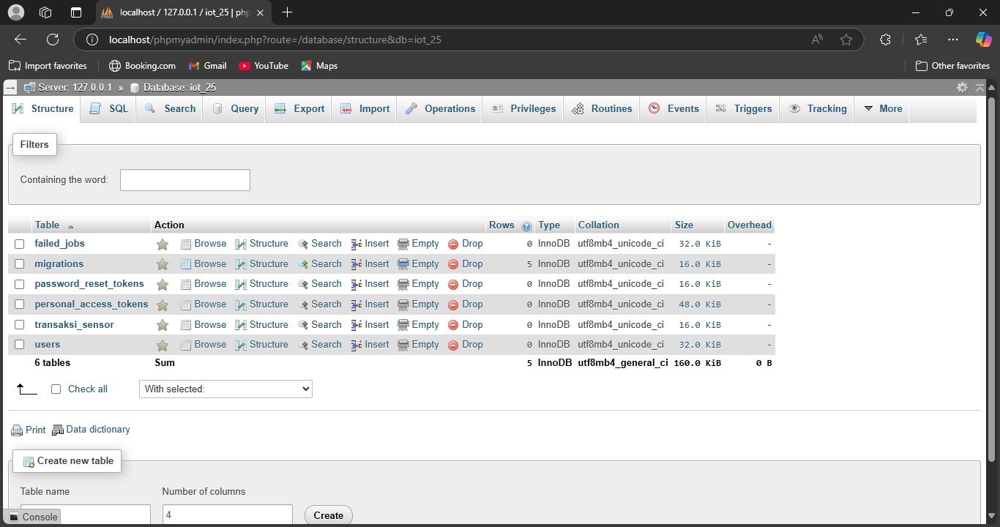 localhost / 127.0.0.1 / iot_25 | php
localhost/phpmyadmin/index.php?route=/database/structure&db=iot_25
Import favorites Booking.com Gmail YouTube Maps Other favorites
Server: 127.0.0.1 » Database: iot_25
Structure SQL Search Query Export Import Operations Privileges Routines Events Triggers Tracking More
Filters
Containing the word:
Table Action Rows Type Collation Size Overhead
failed_jobs Browse Structure Search Insert Empty Drop 0 InnoDB utf8mb4_unicode_ci 32.0 KiB -
migrations Browse Structure Search Insert Empty Drop 5 InnoDB utf8mb4_unicode_ci 16.0 KiB -
password_reset_tokens Browse Structure Search Insert Empty Drop 0 InnoDB utf8mb4_unicode_ci 16.0 KiB -
personal_access_tokens Browse Structure Search Insert Empty Drop 0 InnoDB utf8mb4_unicode_ci 48.0 KiB -
transaksi_sensor Browse Structure Search Insert Empty Drop 0 InnoDB utf8mb4_unicode_ci 16.0 KiB -
users Browse Structure Search Insert Empty Drop 0 InnoDB utf8mb4_unicode_ci 32.0 KiB -
6 tables Sum 5 InnoDB utf8mb4_general_ci 160.0 KiB 0 B
Check all With selected:
Print Data dictionary
Create new table
Table name Number of columns
4 Create
Console